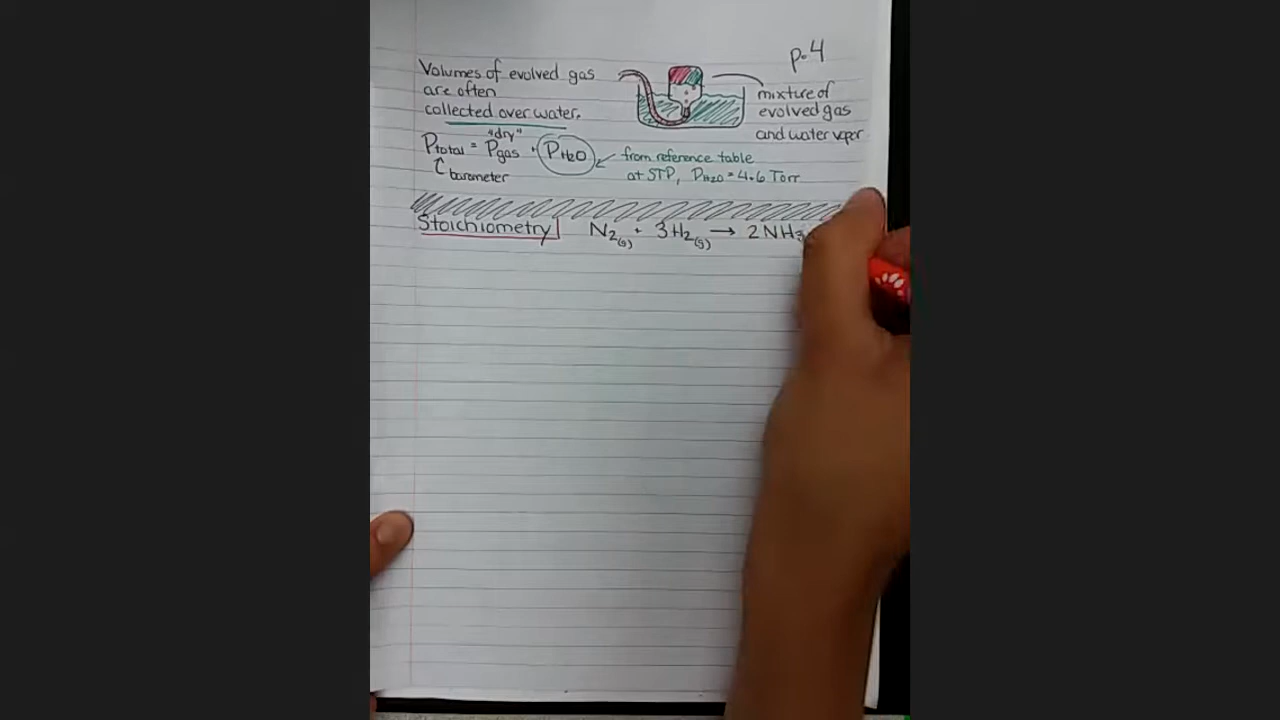 p.4
Volumes of evolved gas
are often
collected over water.
mixture of
evolved gas
and water vapor
"dry"
Ptotal = Pgas + PH2O
barometer
from reference table
at STP, PH2O = 4.6 Torr
Stoichiometry N2(g) + 3H2(g) → 2NH3